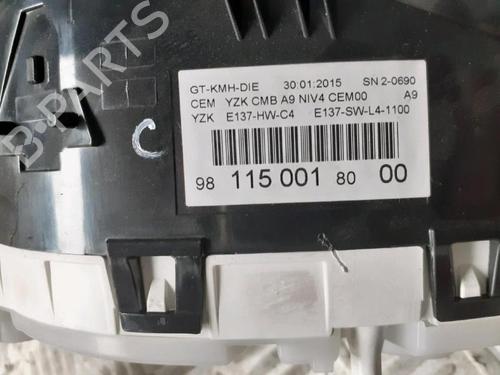 GT-KMH-DIE 30:01:2015 SN 2-0690
CEM YZK CMB A9 NIV4 CEM00 A9
YZK E137-HW-C4 E137-SW-L4-1100
98 115 001 80 00
C
B-PARTS